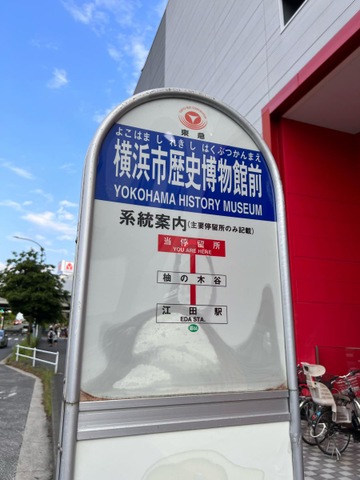 東急
よこはま し れきし はくぶつかんまえ
横浜市歴史博物館前
YOKOHAMA HISTORY MUSEUM
系統案内(主要停留所のみ記載)
当停留所
YOU ARE HERE
柚の木谷
江田駅
EDA STA.